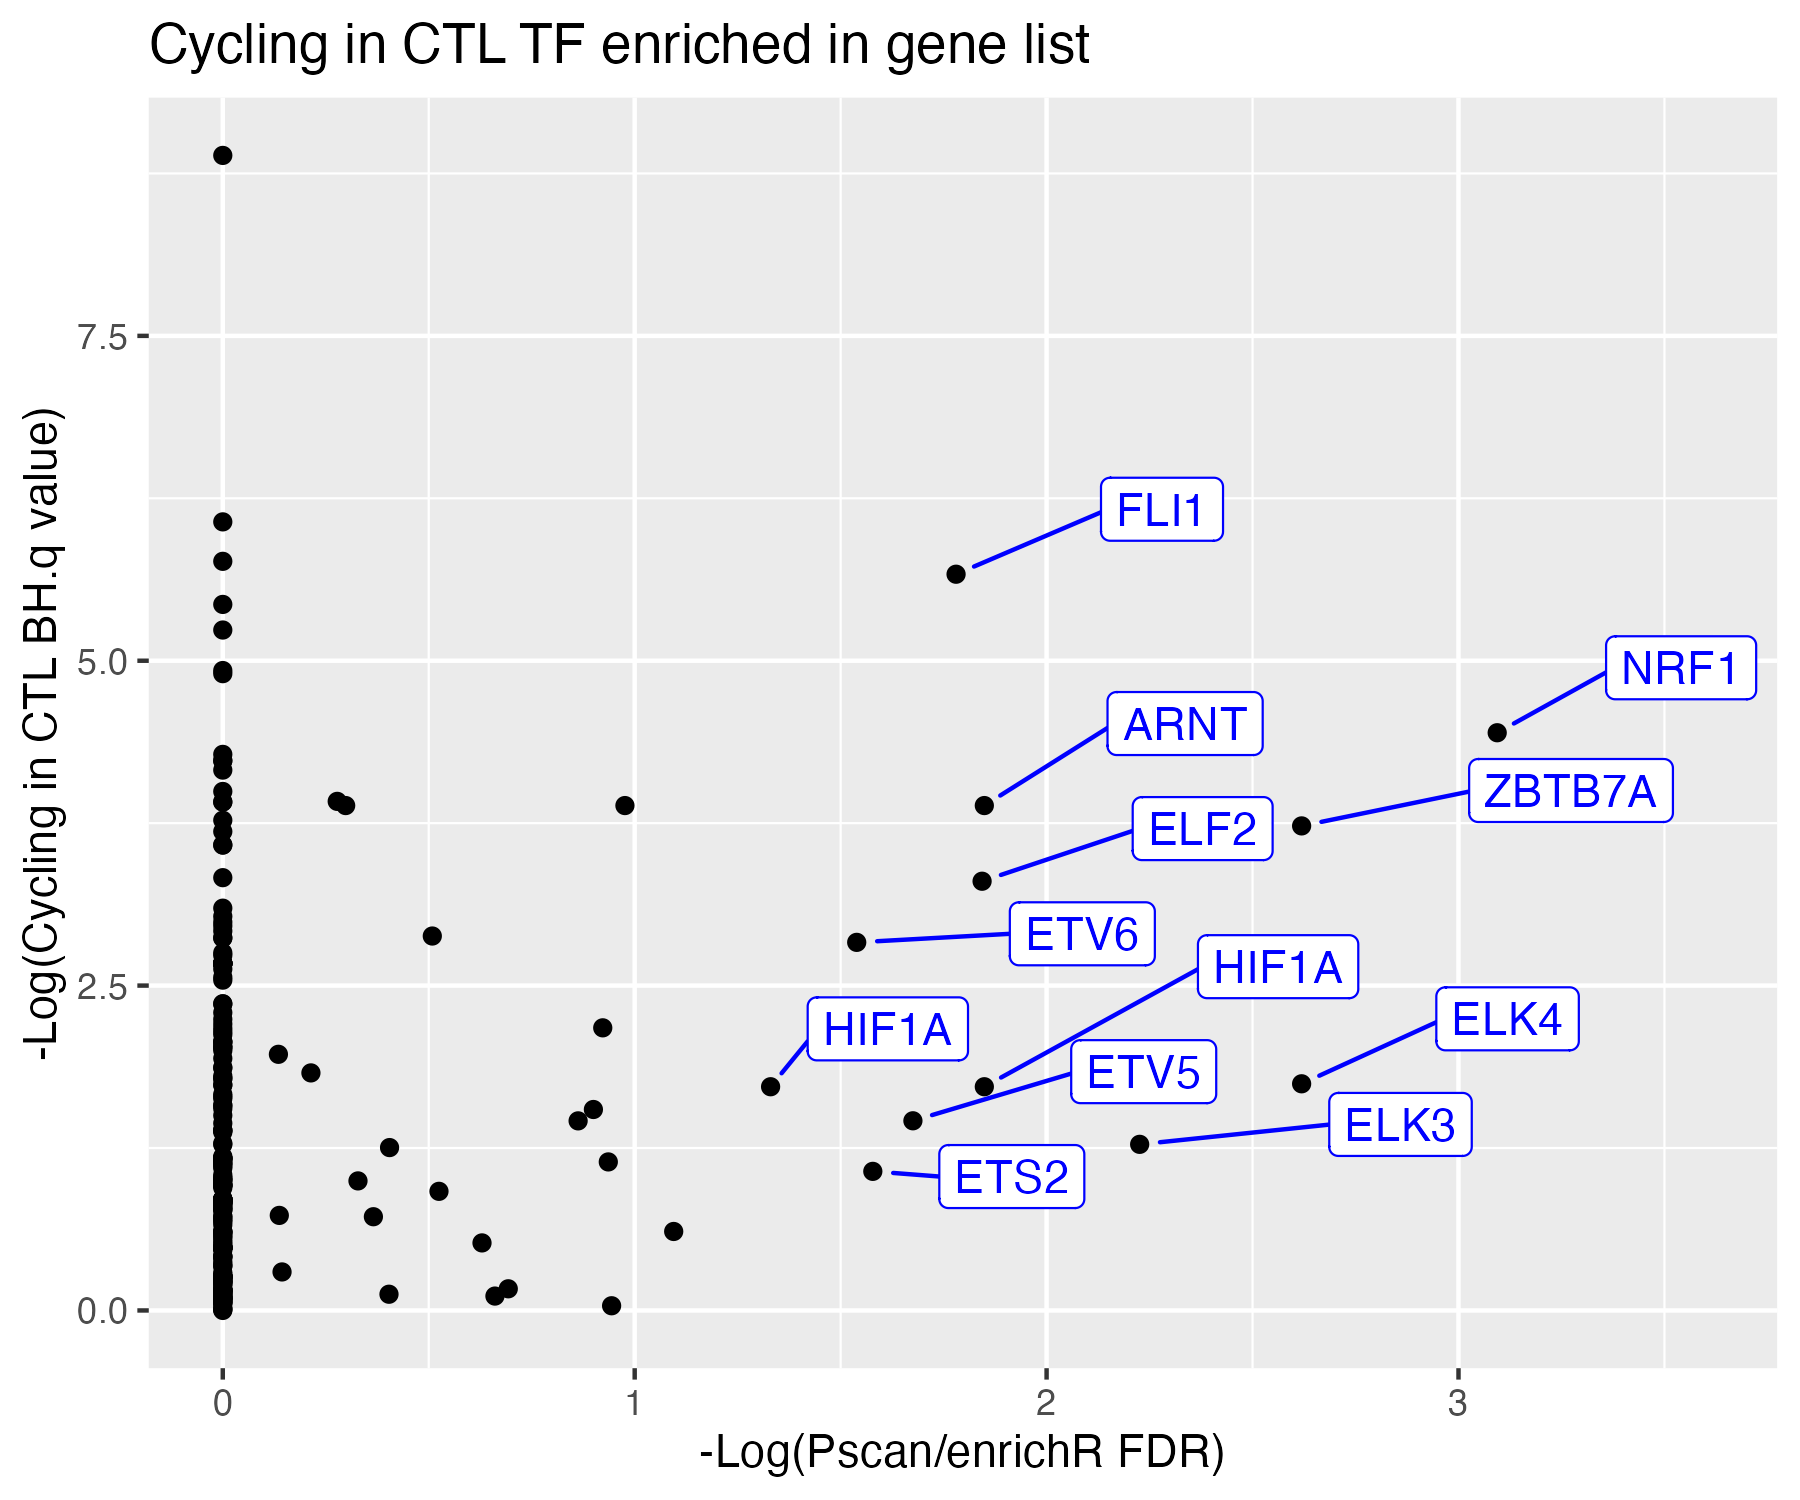 Cycling in CTL TF enriched in gene list
-Log(Cycling in CTL BH.q value)
7.5
5.0
2.5
0.0
FLI1
NRF1
ARNT
ZBTB7A
ELF2
ETV6
HIF1A
ELK4
HIF1A
ETV5
ELK3
ETS2
0
1
2
3
-Log(Pscan/enrichR FDR)